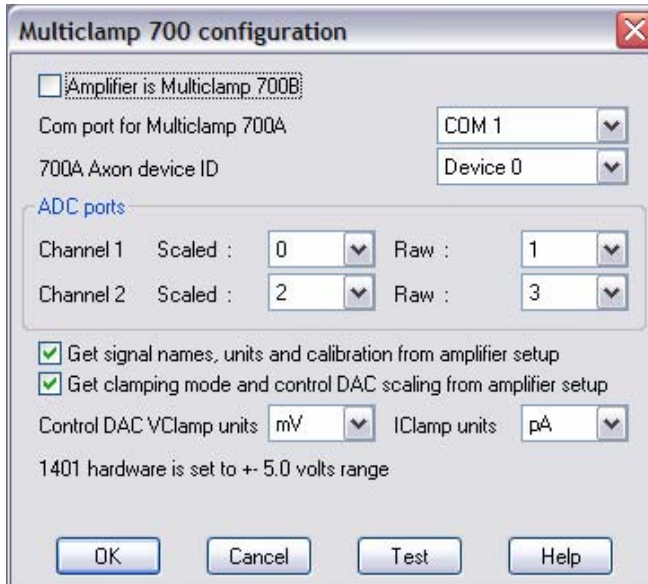 Multiclamp 700 configuration
Amplifier is Multiclamp 700B
Com port for Multiclamp 700A COM 1
700A Axon device ID Device 0
ADC ports
Channel 1 Scaled : 0 Raw : 1
Channel 2 Scaled : 2 Raw : 3
Get signal names, units and calibration from amplifier setup
Get clamping mode and control DAC scaling from amplifier setup
Control DAC VClamp units mV IClamp units pA
1401 hardware is set to +- 5.0 volts range
OK Cancel Test Help